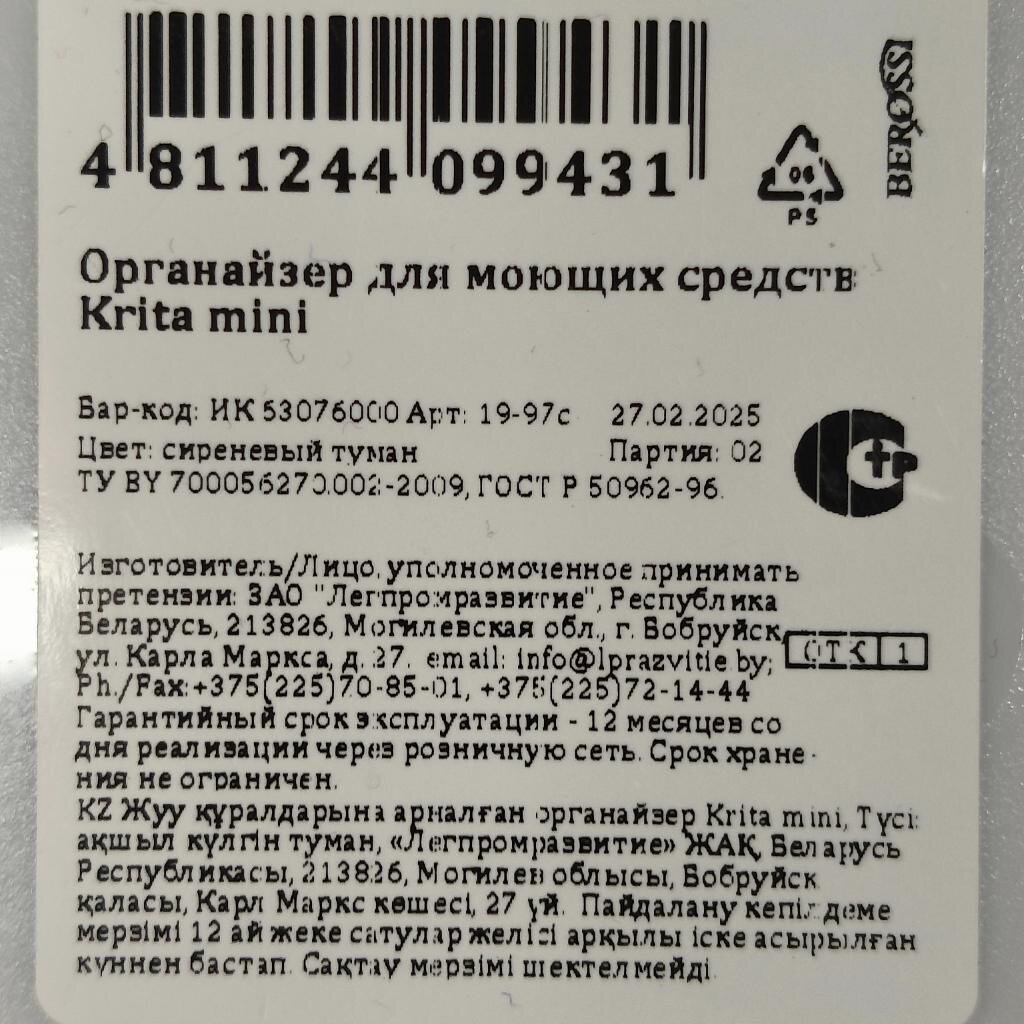 4 811244 099431
06
PS
BEROSSI
Органайзер для моющих средств
Krita mini
Бар-код: ИК 53076000 Арт: 19-97с 27.02.2025
Цвет: сиреневый туман Партия: 02
ТУ BY 700056270.002-2009, ГОСТ Р 50962-96.
Изготовитель/Лицо, уполномоченное принимать
претензии: ЗАО "Легпромразвитие", Республика
Беларусь, 213826, Могилевская обл., г. Бобруйск,
ул. Карла Маркса, д. 27. email: info@lprazvitie.by;
ОТК 1
Ph./Fax:+375(225)70-85-01, +375(225)72-14-44
Гарантийный срок эксплуатации - 12 месяцев со
дня реализации через розничную сеть. Срок хране-
ния не ограничен.
KZ Жуу құралдарына арналған органайзер Krita mini, Түсі:
ақшыл күлгін туман, «Легпромразвитие» ЖАҚ, Беларусь
Республикасы, 213826, Могилев облысы, Бобруйск
қаласы, Карл Маркс көшесі, 27 үй. Пайдалану кепілдеме
мерзімі 12 ай жеке сатулар желісі арқылы іске асырылған
күннен бастап. Сақтау мерзімі шектелмейді.